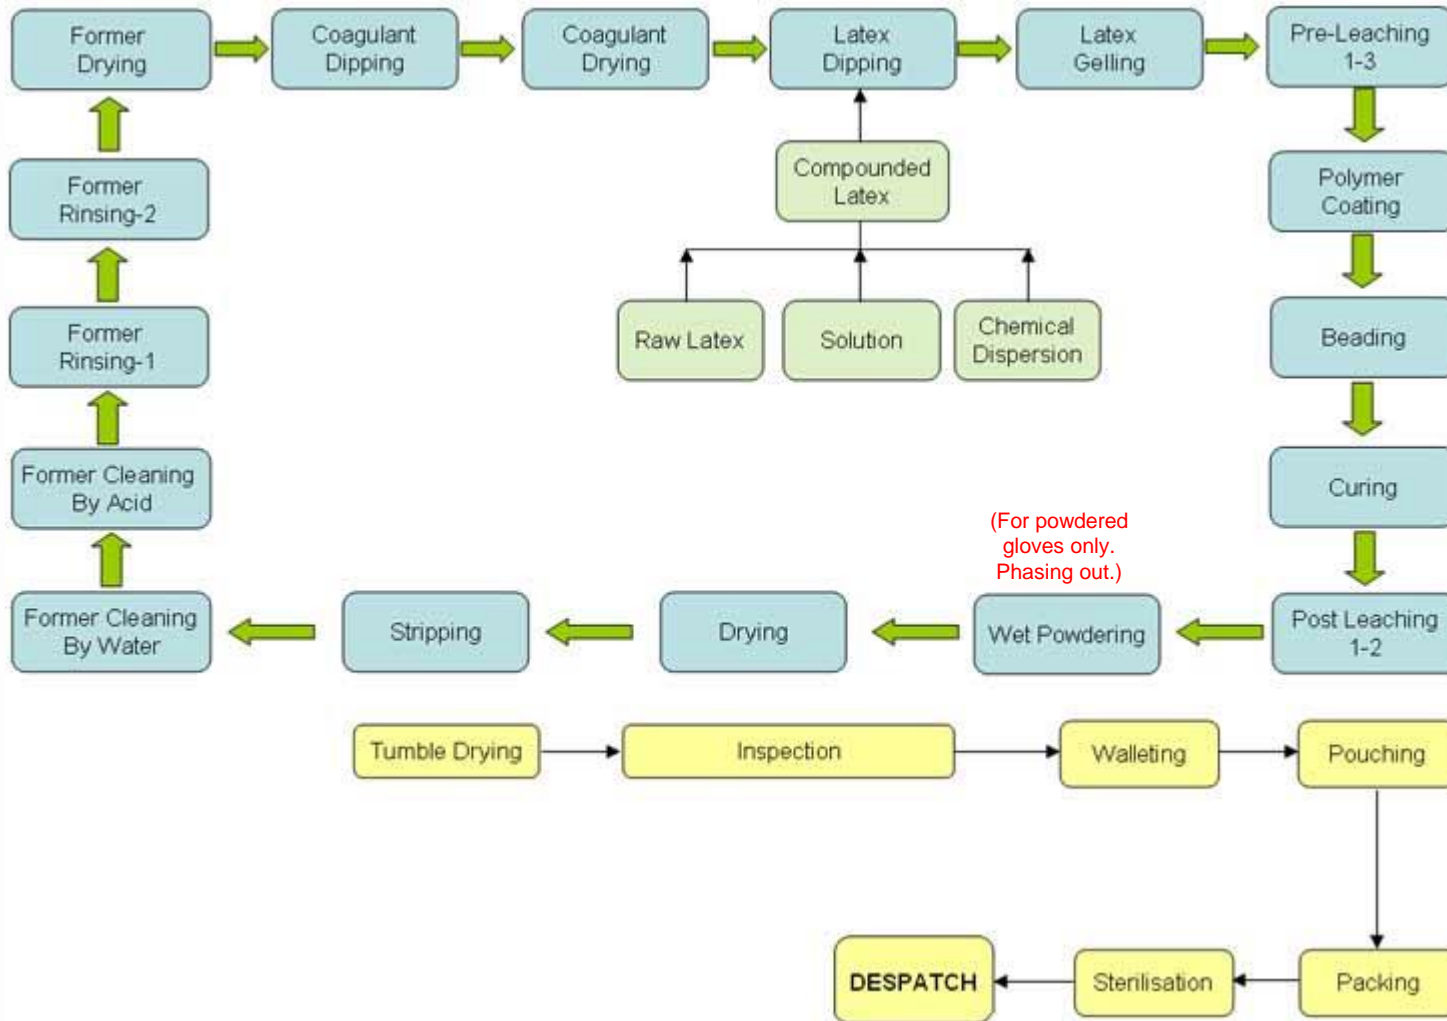 Former
Drying
Coagulant
Dipping
Coagulant
Drying
Latex
Dipping
Latex
Gelling
Pre-Leaching
1-3
Former
Rinsing-2
Compounded
Latex
Polymer
Coating
Former
Rinsing-1
Raw Latex
Solution
Chemical
Dispersion
Beading
Former Cleaning
By Acid
Curing
(For powdered
gloves only.
Phasing out.)
Former Cleaning
By Water
Stripping
Drying
Wet Powdering
Post Leaching
1-2
Tumble Drying
Inspection
Walleting
Pouching
DESPATCH
Sterilisation
Packing